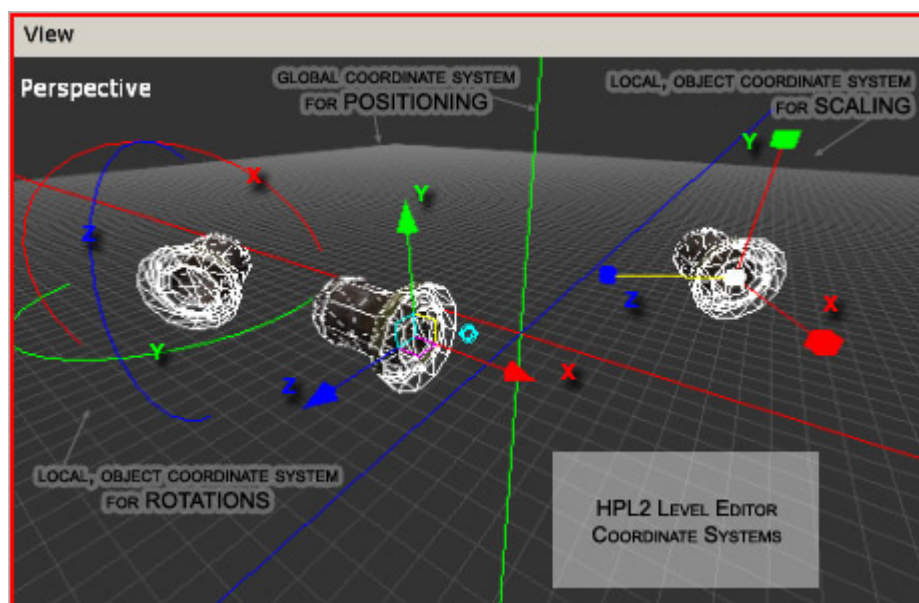 View
Perspective
GLOBAL COORDINATE SYSTEM
FOR POSITIONING
LOCAL, OBJECT COORDINATE SYSTEM
FOR SCALING
X
Z
Y
Y
Z
X
Y
Z
X
LOCAL, OBJECT COORDINATE SYSTEM
FOR ROTATIONS
HPL2 LEVEL EDITOR
COORDINATE SYSTEMS